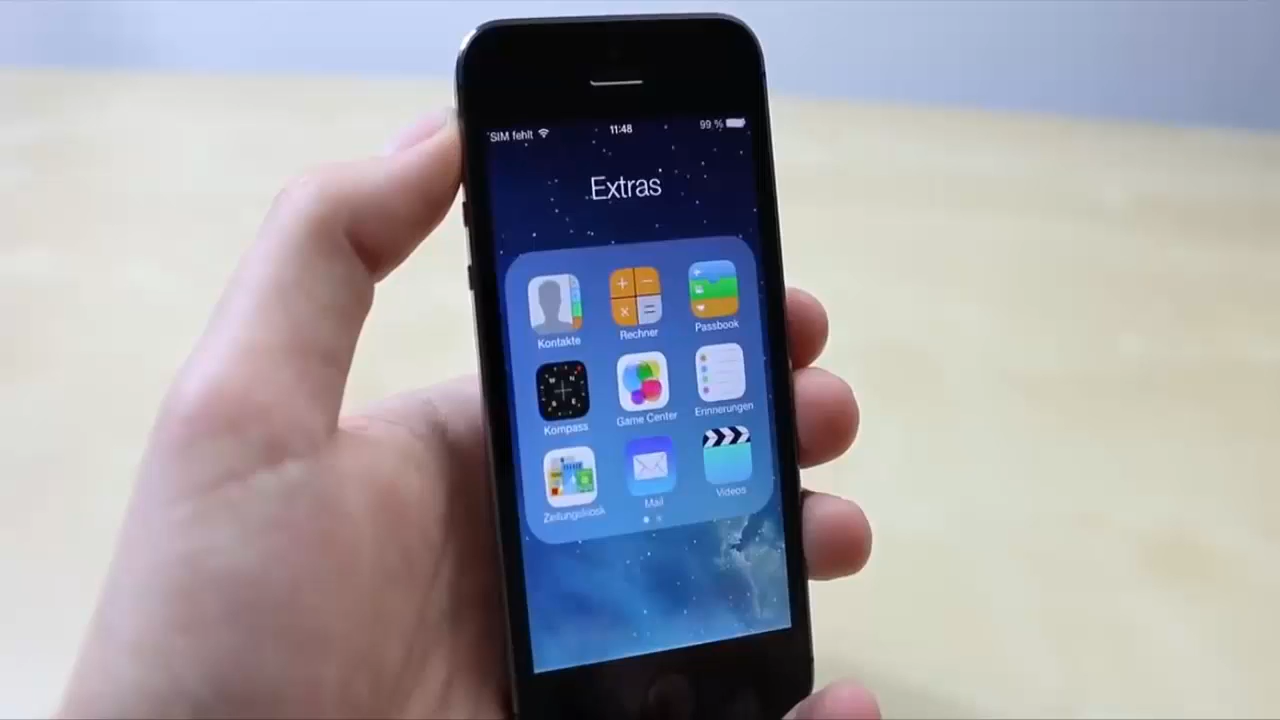 SIM fehlt 11:48 99 %
Extras
Kontakte Rechner Passbook
Kompass Game Center Erinnerungen
Zeitungskiosk Mail Videos